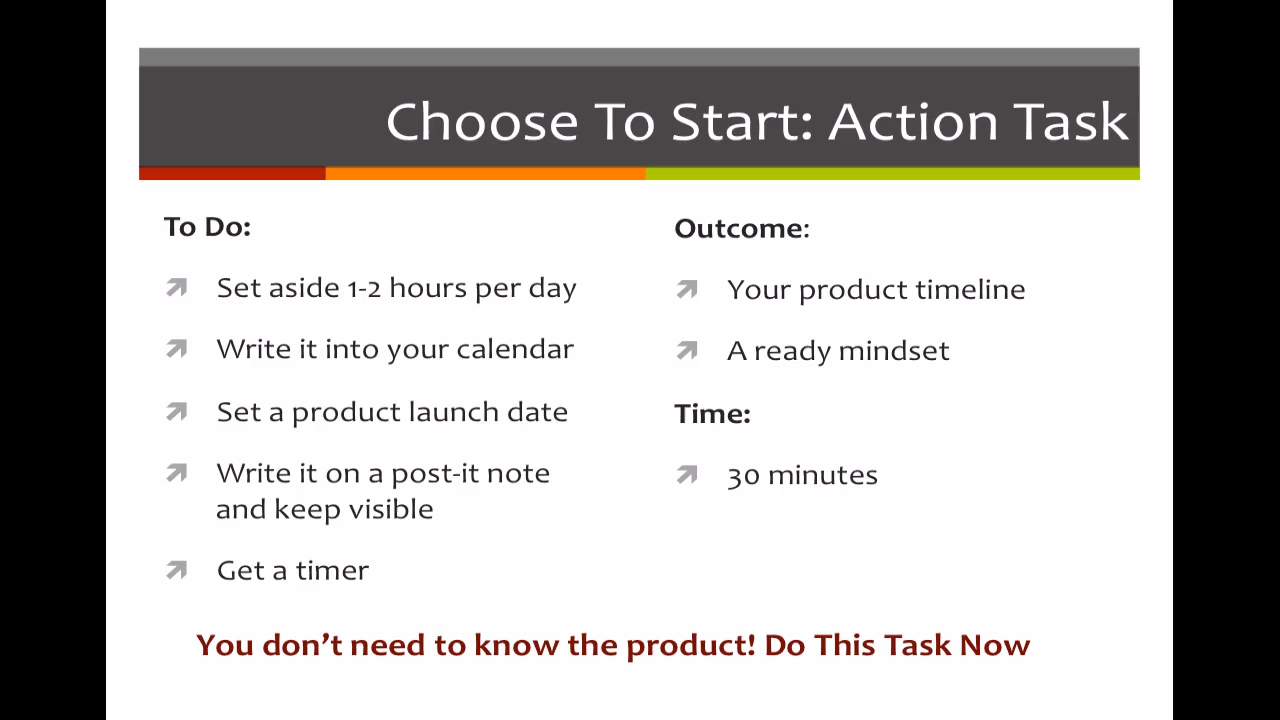 Choose To Start: Action Task
To Do:
Set aside 1-2 hours per day
Write it into your calendar
Set a product launch date
Write it on a post-it note
and keep visible
Get a timer
Outcome:
Your product timeline
A ready mindset
Time:
30 minutes
You don’t need to know the product! Do This Task Now